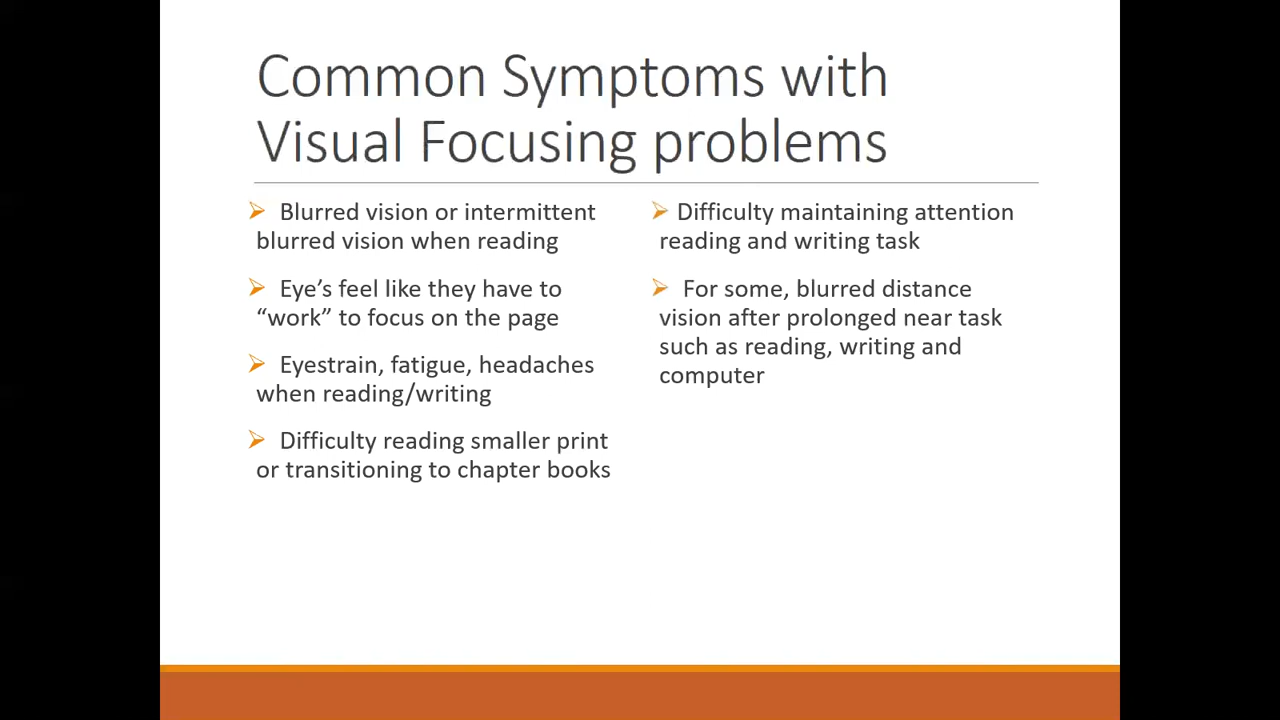 Common Symptoms with
Visual Focusing problems
Blurred vision or intermittent
blurred vision when reading
Eye’s feel like they have to
“work” to focus on the page
Eyestrain, fatigue, headaches
when reading/writing
Difficulty reading smaller print
or transitioning to chapter books
Difficulty maintaining attention
reading and writing task
For some, blurred distance
vision after prolonged near task
such as reading, writing and
computer